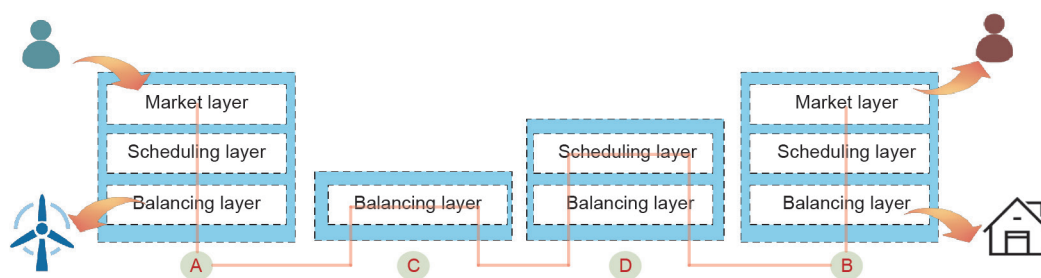 Market layer
Scheduling layer
Balancing layer
A
Balancing layer
C
Scheduling layer
Balancing layer
D
Market layer
Scheduling layer
Balancing layer
B